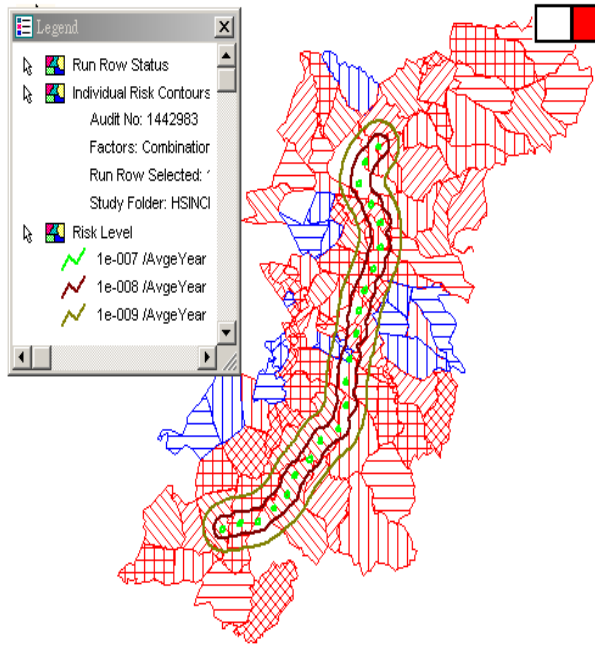 Legend
Run Row Status
Individual Risk Contours
Audit No: 1442983
Factors: Combination
Run Row Selected:
Study Folder: HSINCI
Risk Level
1e-007 /AvgeYear
1e-008 /AvgeYear
1e-009 /AvgeYear